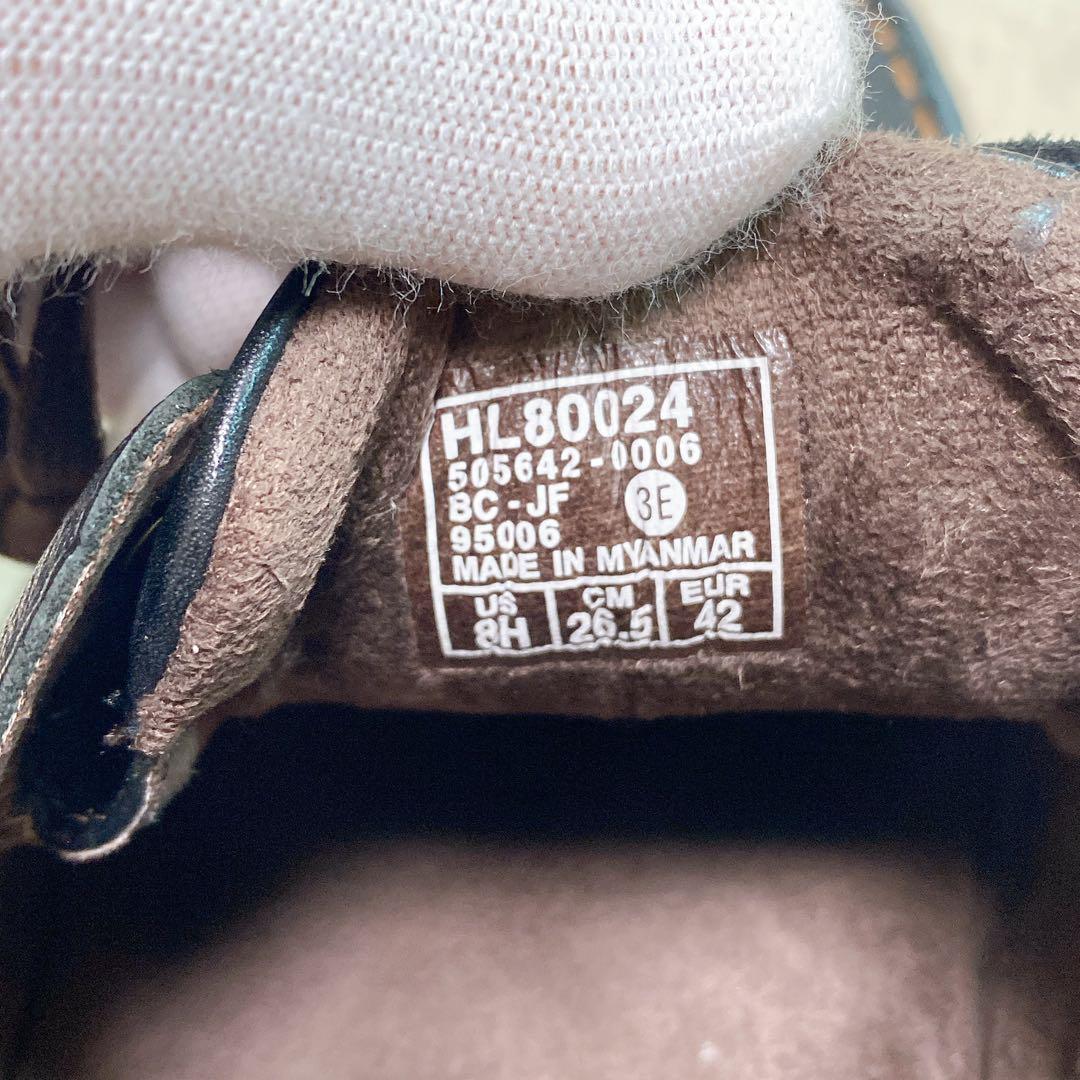 HL80024
505642-0006
BC-JF 3E
95006
MADE IN MYANMAR
US CM EUR
8H 26.5 42